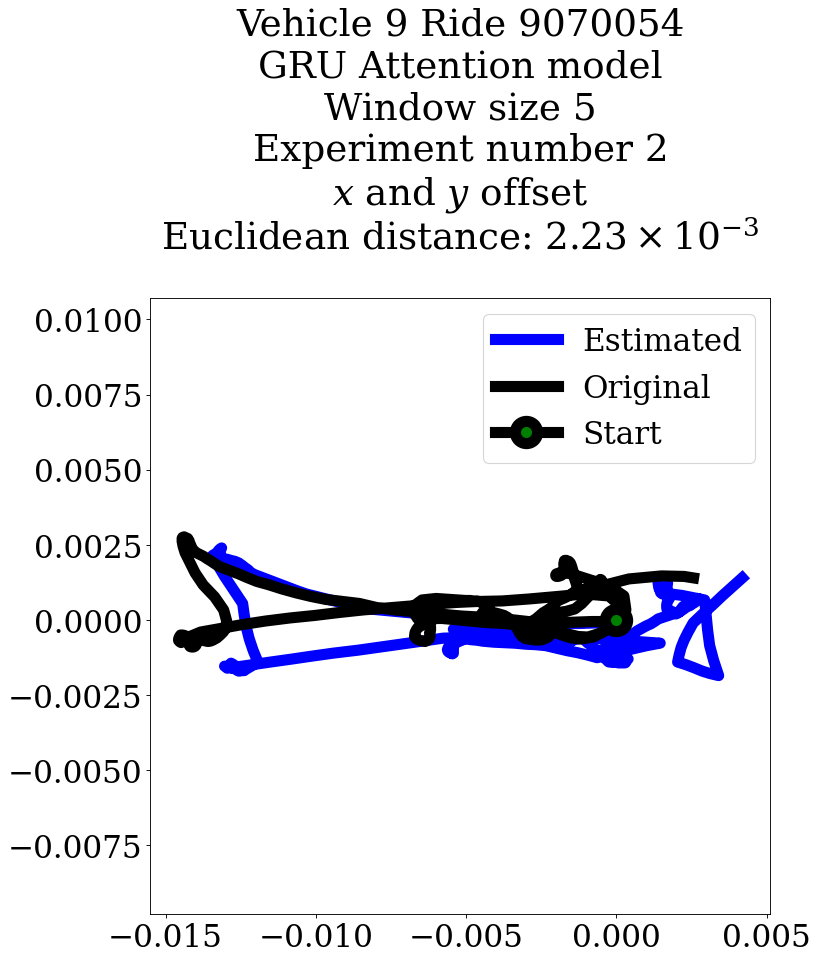 Vehicle 9 Ride 9070054
GRU Attention model
Window size 5
Experiment number 2
x and y offset
Euclidean distance: 2.23 × 10⁻³
Estimated
Original
Start
0.0100
0.0075
0.0050
0.0025
0.0000
−0.0025
−0.0050
−0.0075
−0.015 −0.010 −0.005 0.000 0.005